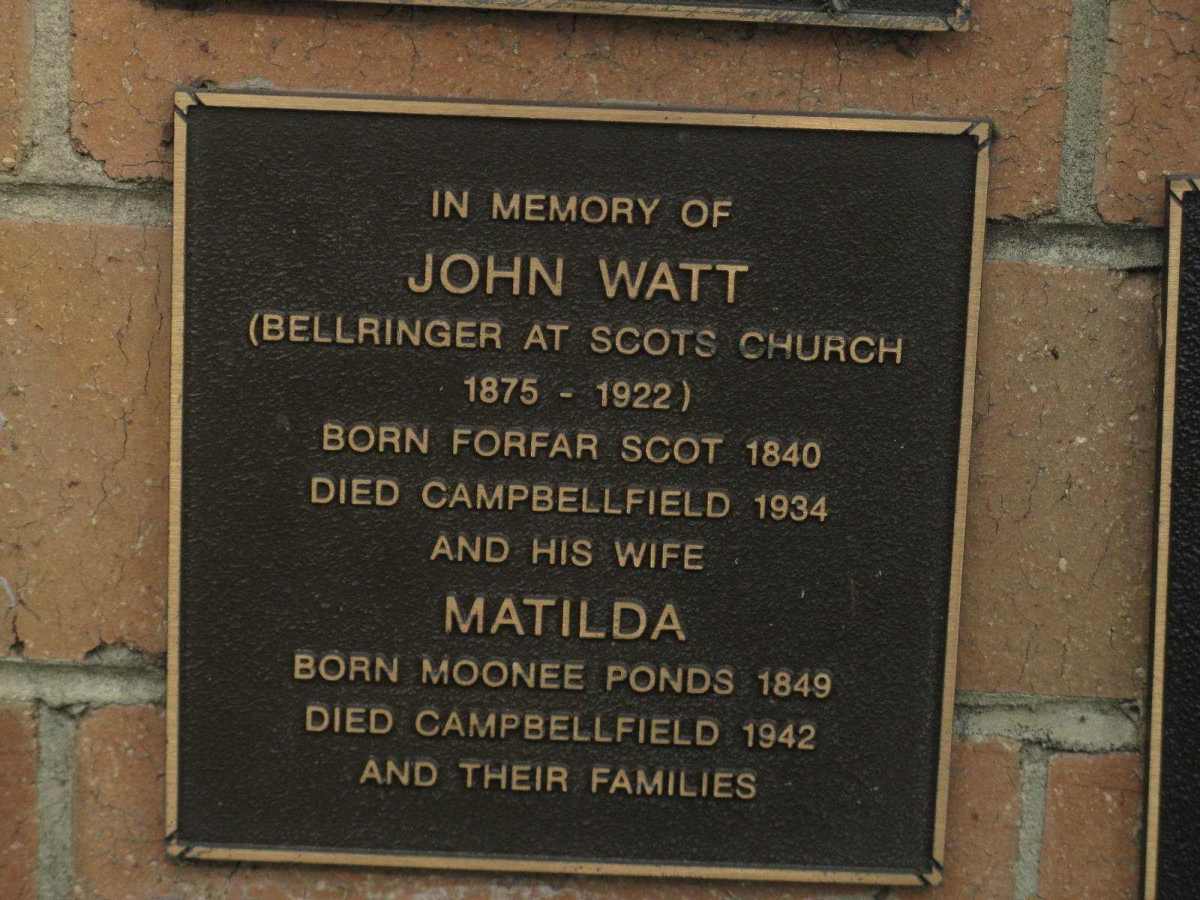 IN MEMORY OF
JOHN WATT
(BELLRINGER AT SCOTS CHURCH
1875 - 1922)
BORN FORFAR SCOT 1840
DIED CAMPBELLFIELD 1934
AND HIS WIFE
MATILDA
BORN MOONEE PONDS 1849
DIED CAMPBELLFIELD 1942
AND THEIR FAMILIES